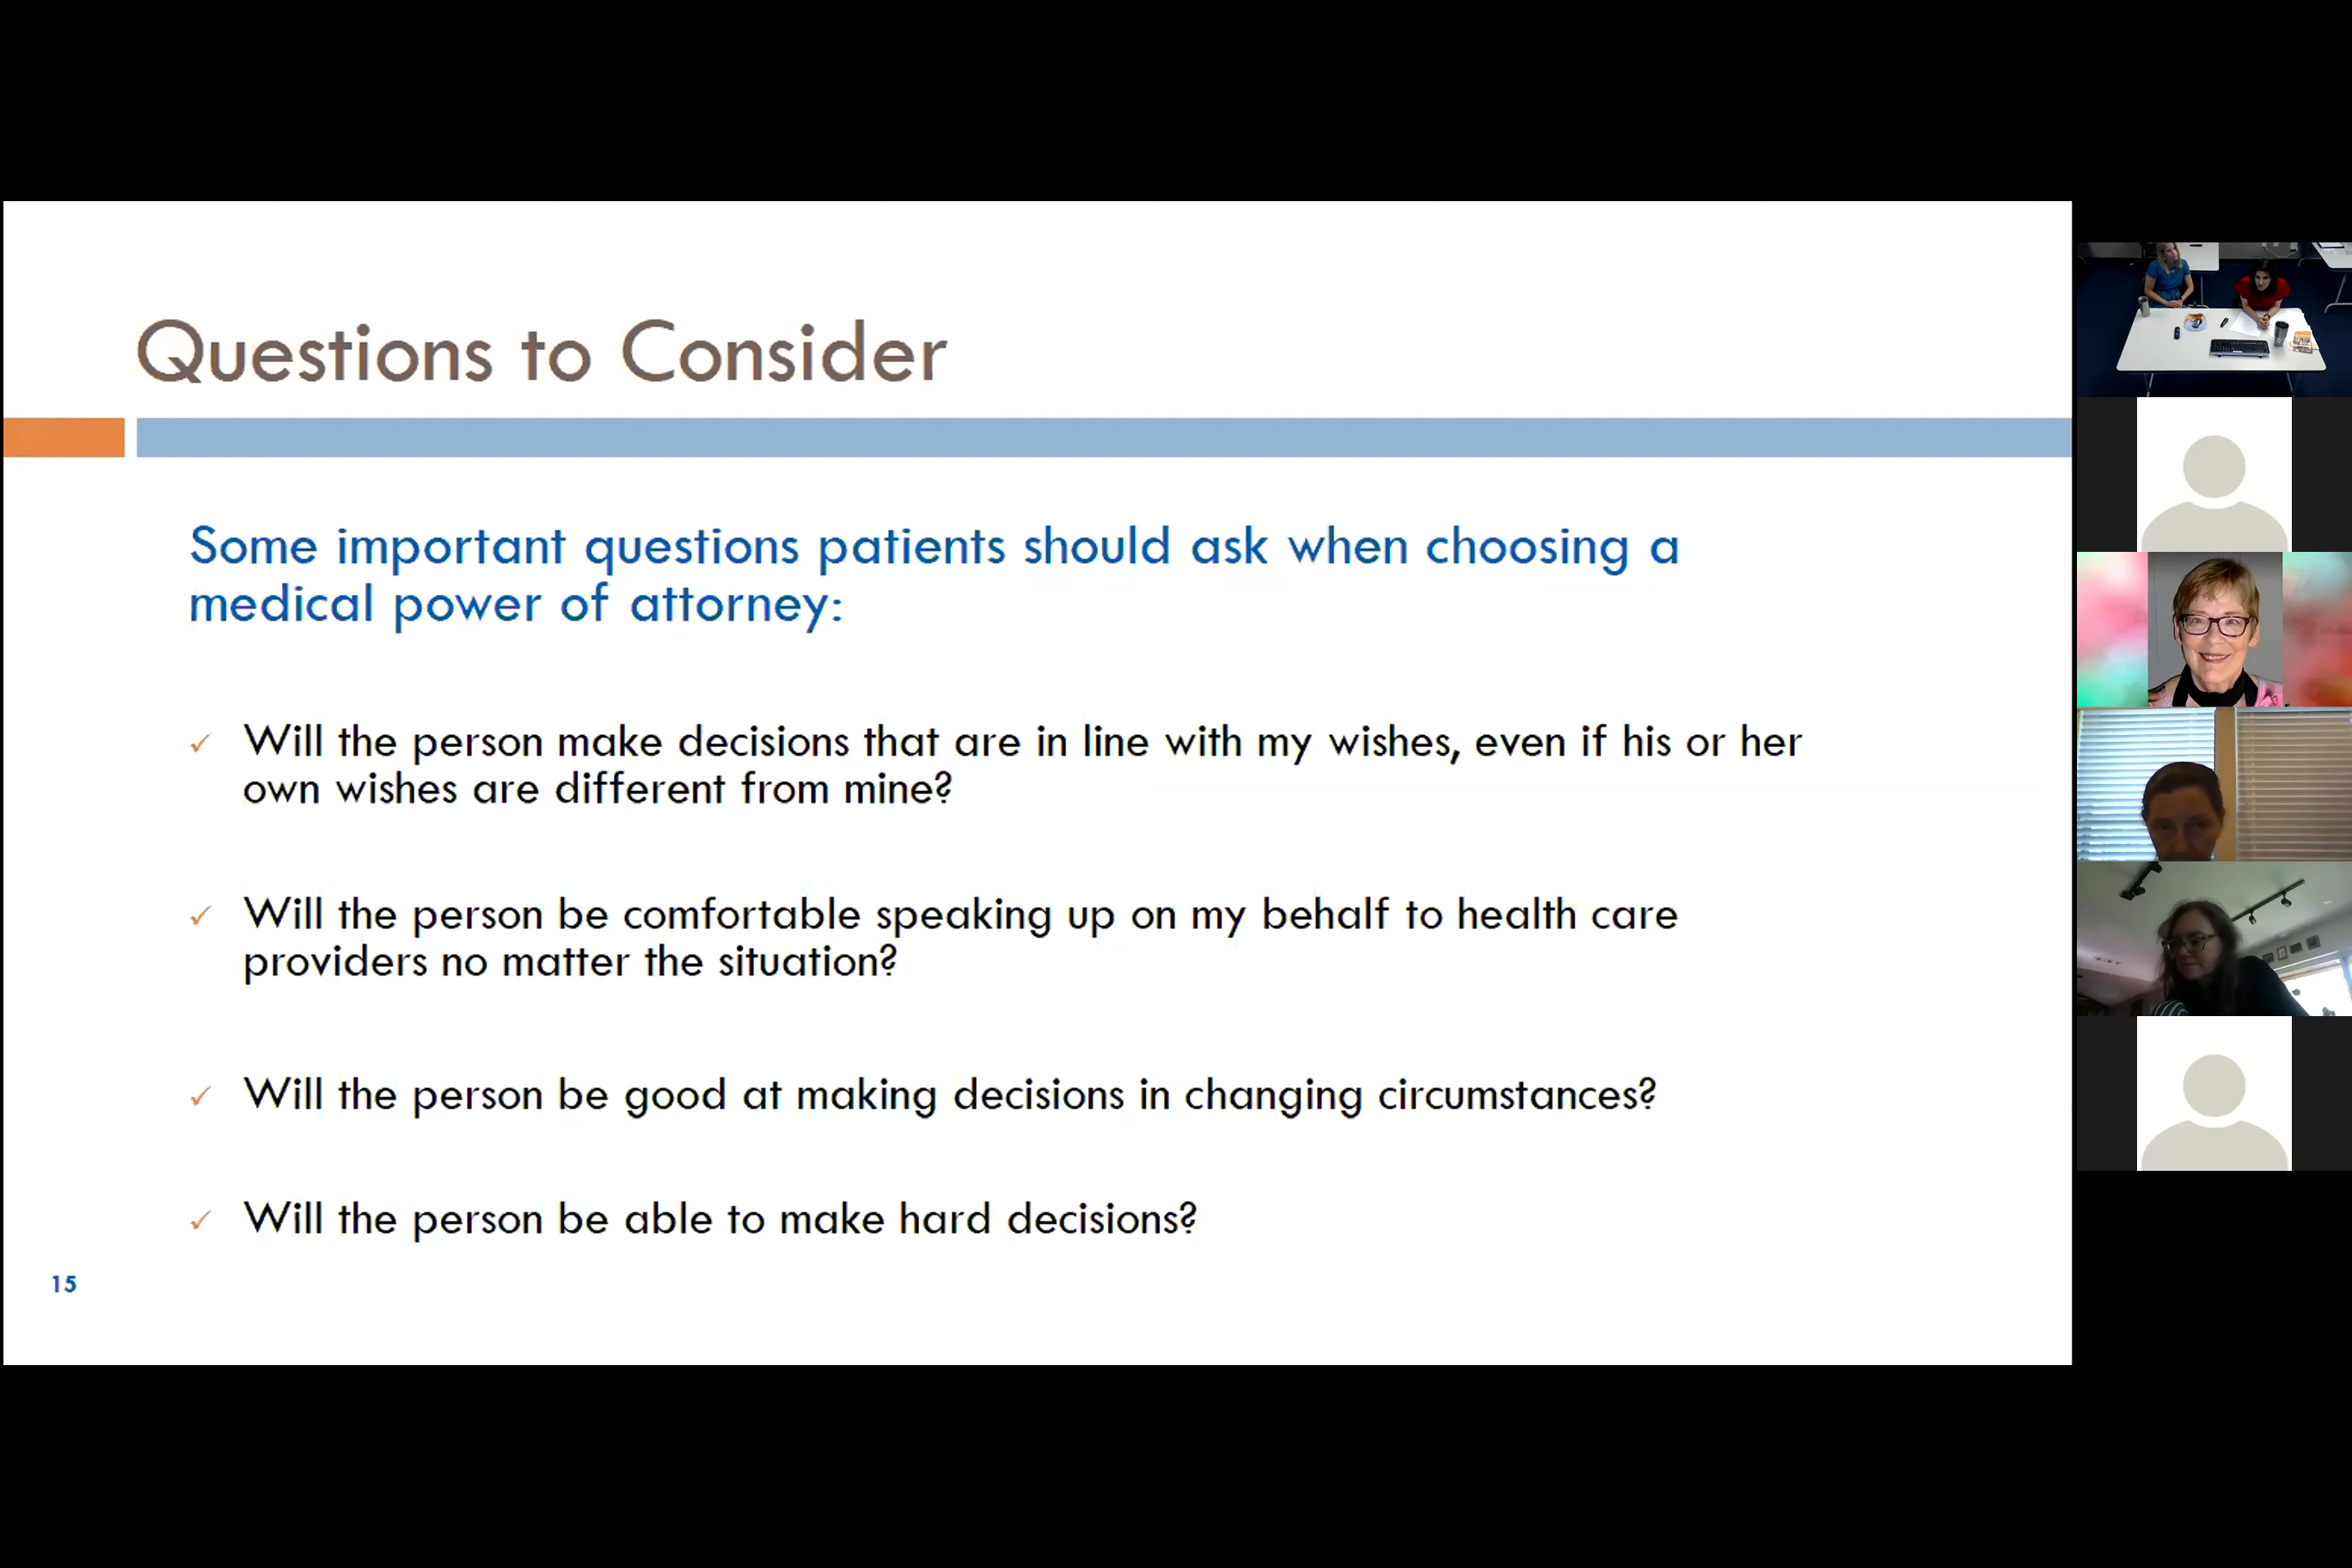 Questions to Consider
Some important questions patients should ask when choosing a
medical power of attorney:
✓ Will the person make decisions that are in line with my wishes, even if his or her
own wishes are different from mine?
✓ Will the person be comfortable speaking up on my behalf to health care
providers no matter the situation?
✓ Will the person be good at making decisions in changing circumstances?
✓ Will the person be able to make hard decisions?
15